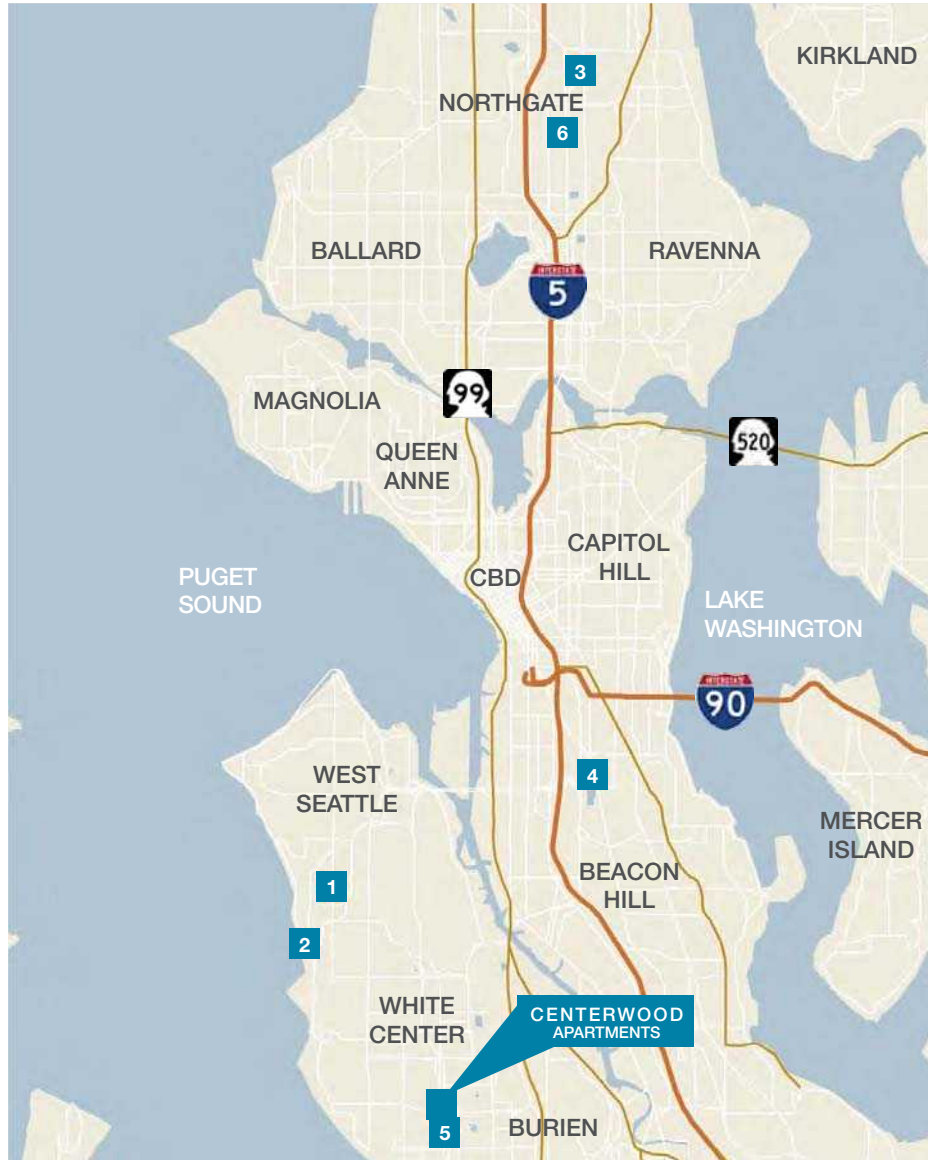 KIRKLAND
3
NORTHGATE
6
BALLARD
RAVENNA
INTERSTATE
5
MAGNOLIA
99
QUEEN
ANNE
520
CAPITOL
HILL
PUGET
SOUND
CBD
LAKE
WASHINGTON
INTERSTATE
90
WEST
SEATTLE
4
MERCER
ISLAND
BEACON
HILL
1
2
WHITE
CENTER
CENTERWOOD
APARTMENTS
5
BURIEN